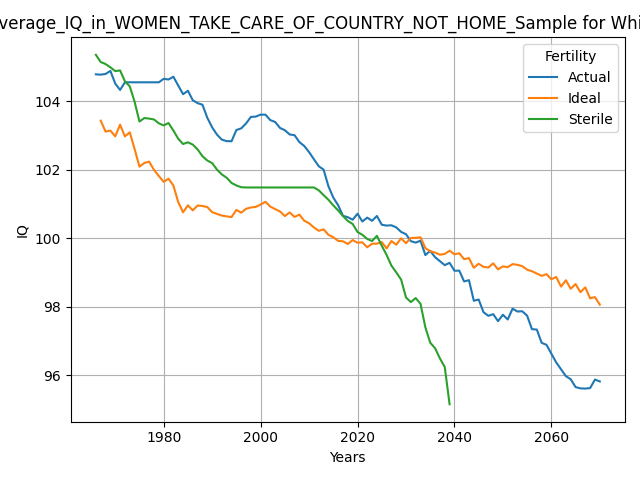 verage_IQ_in_WOMEN_TAKE_CARE_OF_COUNTRY_NOT_HOME_Sample for Whi
Fertility
Actual
Ideal
Sterile
IQ
104
102
100
98
96
1980
2000
2020
2040
2060
Years